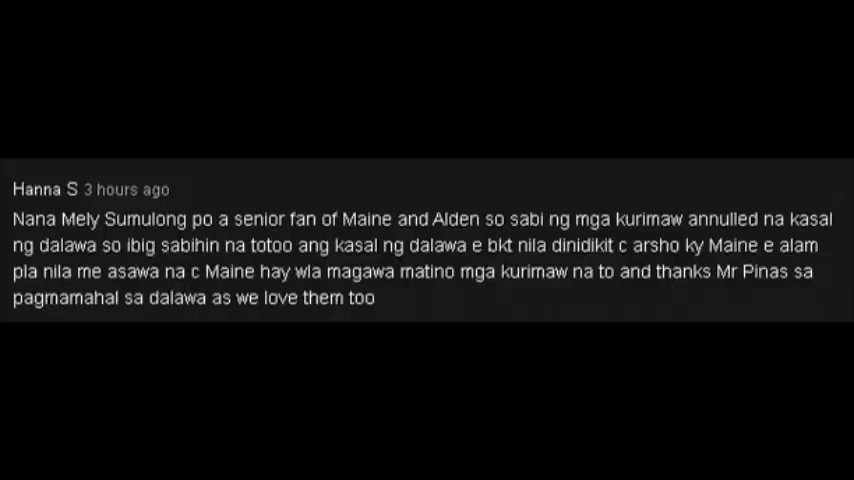 Hanna S 3 hours ago
Nana Mely Sumulong po a senior fan of Maine and Alden so sabi ng mga kurimaw annulled na kasal
ng dalawa so ibig sabihin na totoo ang kasal ng dalawa e bkt nila dinidikit c arsho ky Maine e alam
pla nila me asawa na c Maine hay wla magawa matino mga kurimaw na to and thanks Mr Pinas sa
pagmamahal sa dalawa as we love them too